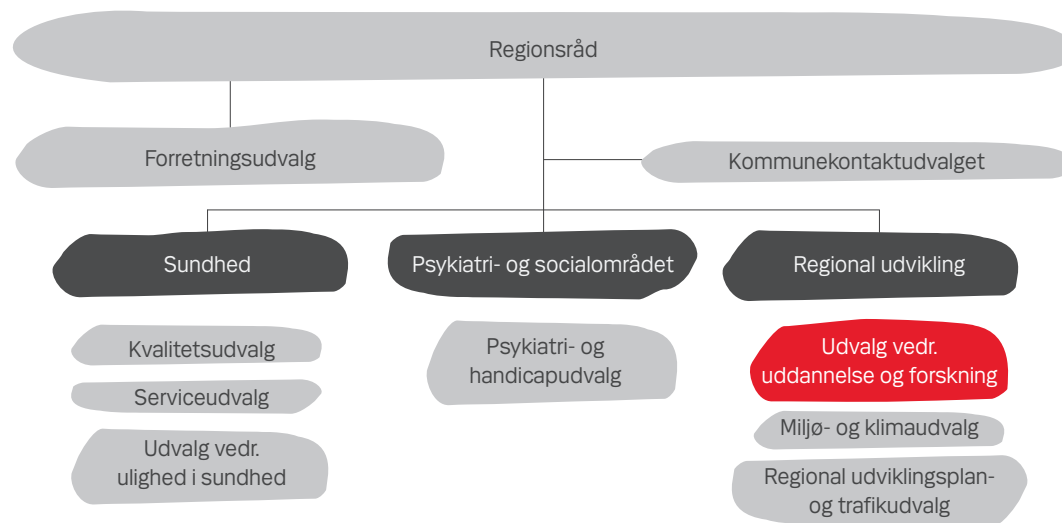 Regionsråd
Forretningsudvalg
Kommunekontaktudvalget
Sundhed
Psykiatri- og socialområdet
Regional udvikling
Kvalitetsudvalg
Serviceudvalg
Udvalg vedr.
ulighed i sundhed
Psykiatri- og
handicapudvalg
Udvalg vedr.
uddannelse og forskning
Miljø- og klimaudvalg
Regional udviklingsplan-
og trafikudvalg